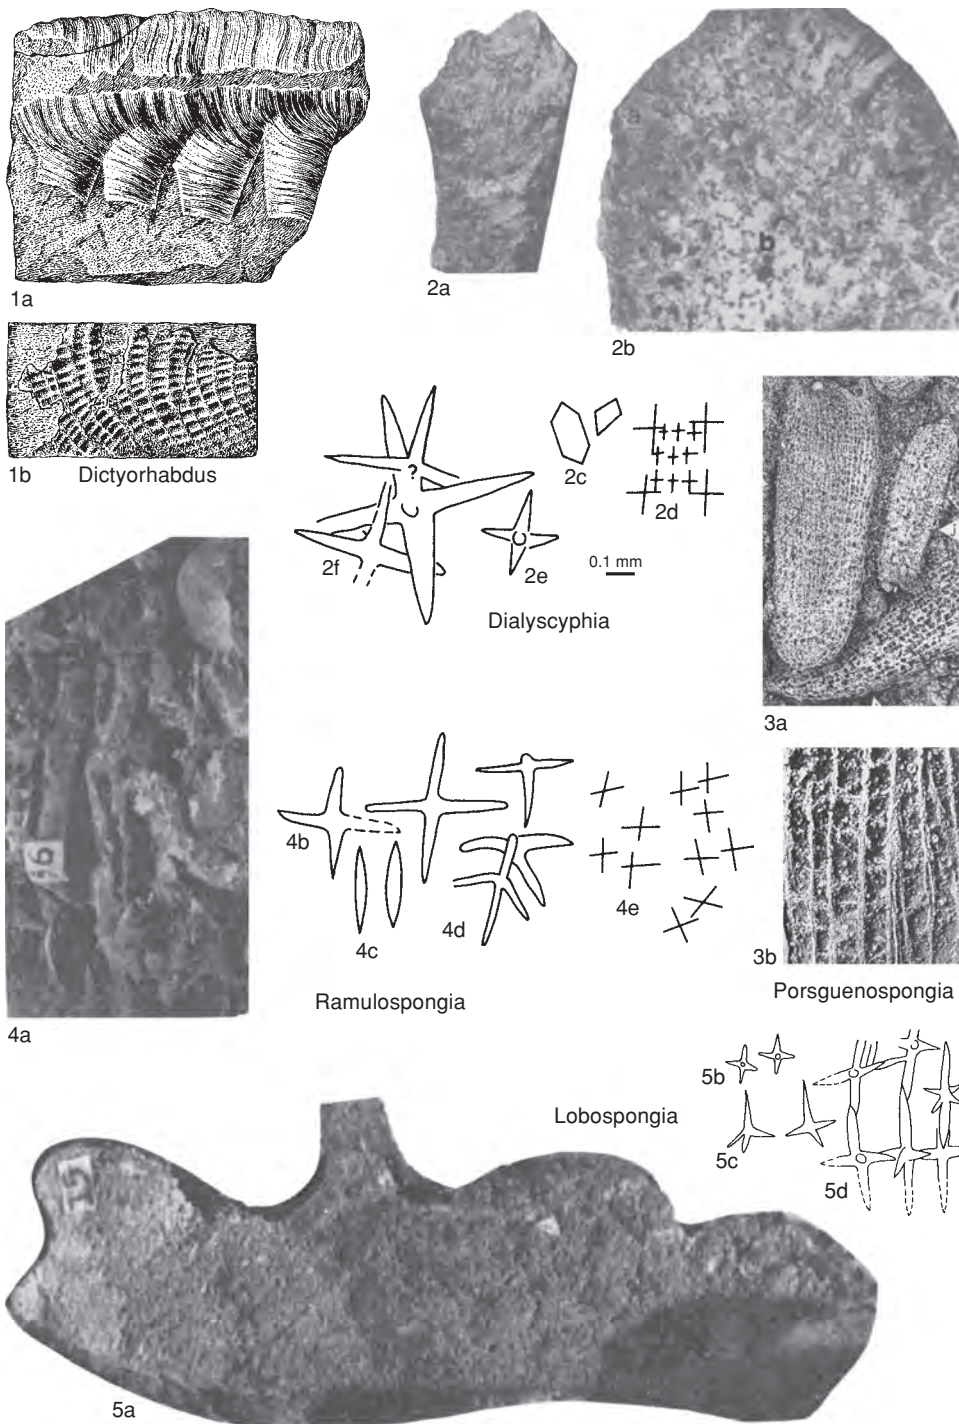 1a
2a
b
2b
1b Dictyorhabdus
?
2c
2d
2f
2e
0.1 mm
Dialyscyphia
3a
4b
4c
4d
4e
3b
Ramulospongia
Porsguenospongia
4a
5b
Lobospongia
5c
5d
5a